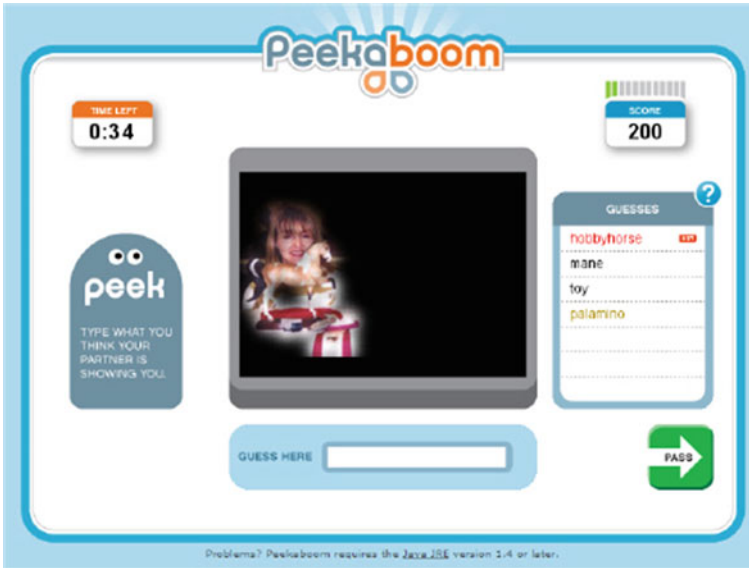 Peekaboom
TIME LEFT
0:34
SCORE
200
?
GUESSES
hobbyhorse
mane
toy
palamino
peek
TYPE WHAT YOU
THINK YOUR
PARTNER IS
SHOWING YOU.
GUESS HERE
PASS
Problems? Peekaboom requires the Java JRE version 1.4 or later.